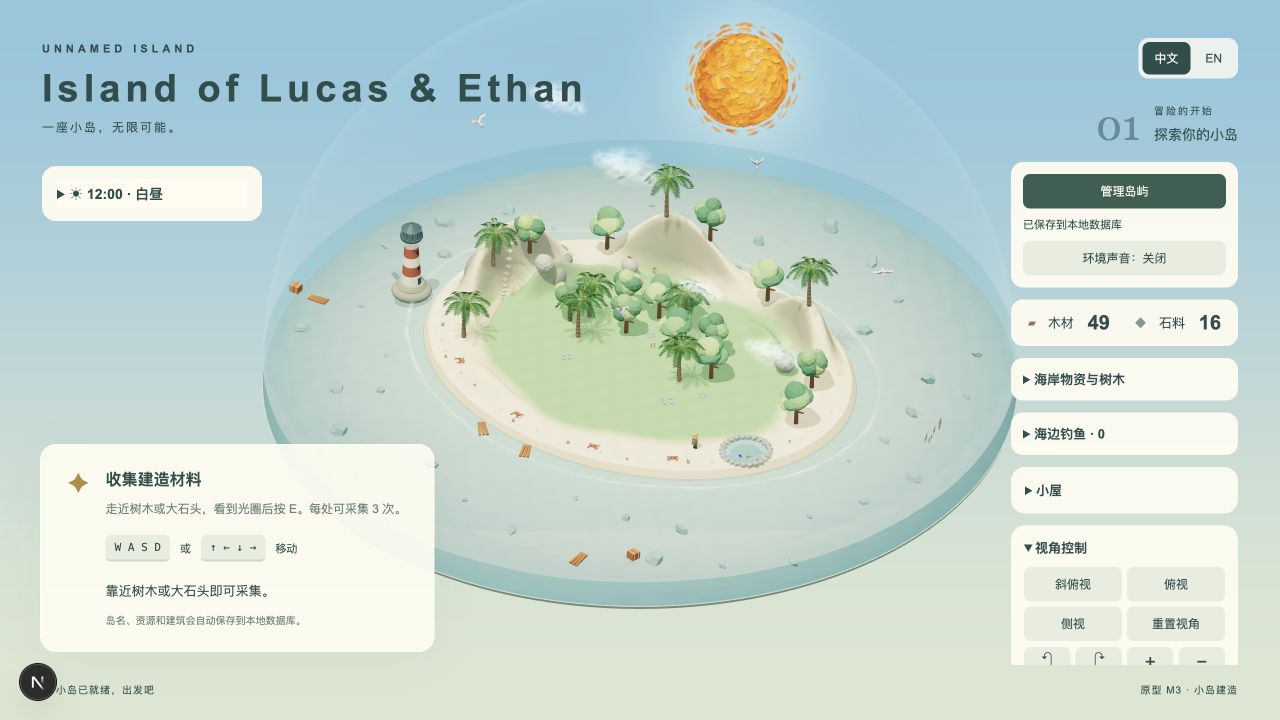 UNNAMED ISLAND
Island of Lucas & Ethan
一座小岛，无限可能。
12:00 · 白昼
中文
EN
01
冒险的开始
探索你的小岛
管理岛屿
已保存到本地数据库
环境声音：关闭
木材 49
石料 16
海岸物资与树木
海边钓鱼 · 0
小屋
视角控制
斜俯视
俯视
侧视
重置视角
+
−
收集建造材料
走近树木或大石头，看到光圈后按 E。每处可采集 3 次。
W A S D 或 ↑ ← ↓ → 移动
靠近树木或大石头即可采集。
岛名、资源和建筑会自动保存到本地数据库。
N
小岛已就绪，出发吧
原型 M3 · 小岛建造